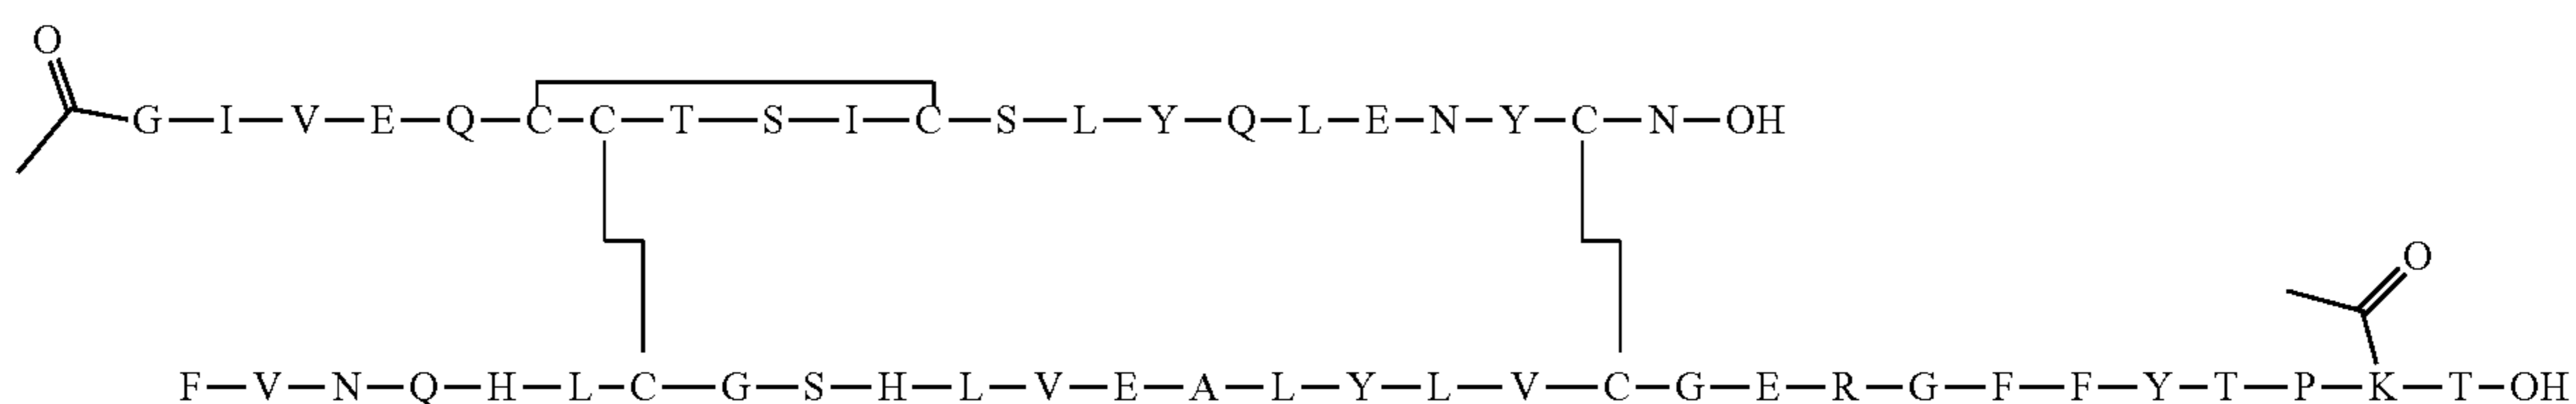 O
G—I—V—E—Q—C—C—T—S—I—C—S—L—Y—Q—L—E—N—Y—C—N—OH
O
F—V—N—Q—H—L—C—G—S—H—L—V—E—A—L—Y—L—V—C—G—E—R—G—F—F—Y—T—P—K—T—OH